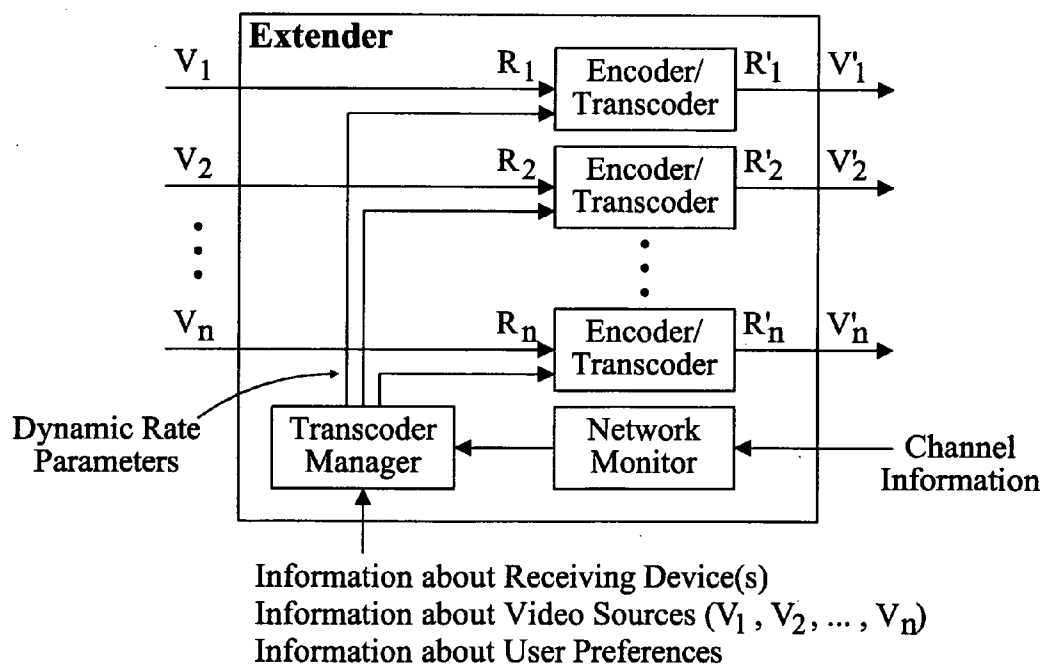 Extender
V1 R1 Encoder/ Transcoder R'1 V'1
V2 R2 Encoder/ Transcoder R'2 V'2
Vn Rn Encoder/ Transcoder R'n V'n
Dynamic Rate
Parameters
Transcoder
Manager
Network
Monitor
Channel
Information
Information about Receiving Device(s)
Information about Video Sources (V1 , V2, ... , Vn)
Information about User Preferences